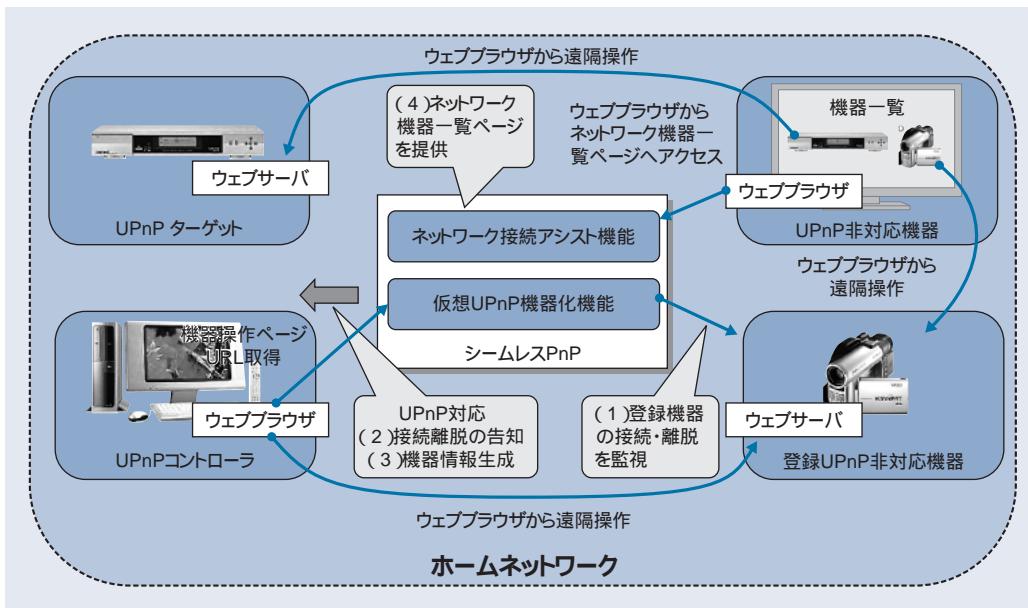 ウェブブラウザから遠隔操作
(4)ネットワーク
機器一覧ページ
を提供
ウェブブラウザから
ネットワーク機器一
覧ページへアクセス
機器一覧
ウェブサーバ
UPnP ターゲット
ウェブブラウザ
UPnP非対応機器
ネットワーク接続アシスト機能
仮想UPnP機器化機能
シームレスPnP
ウェブブラウザから
遠隔操作
機器操作ページ
URL取得
ウェブブラウザ
UPnPコントローラ
UPnP対応
(2)接続離脱の告知
(3)機器情報生成
(1)登録機器
の接続・離脱
を監視
ウェブサーバ
登録UPnP非対応機器
ウェブブラウザから遠隔操作
ホームネットワーク